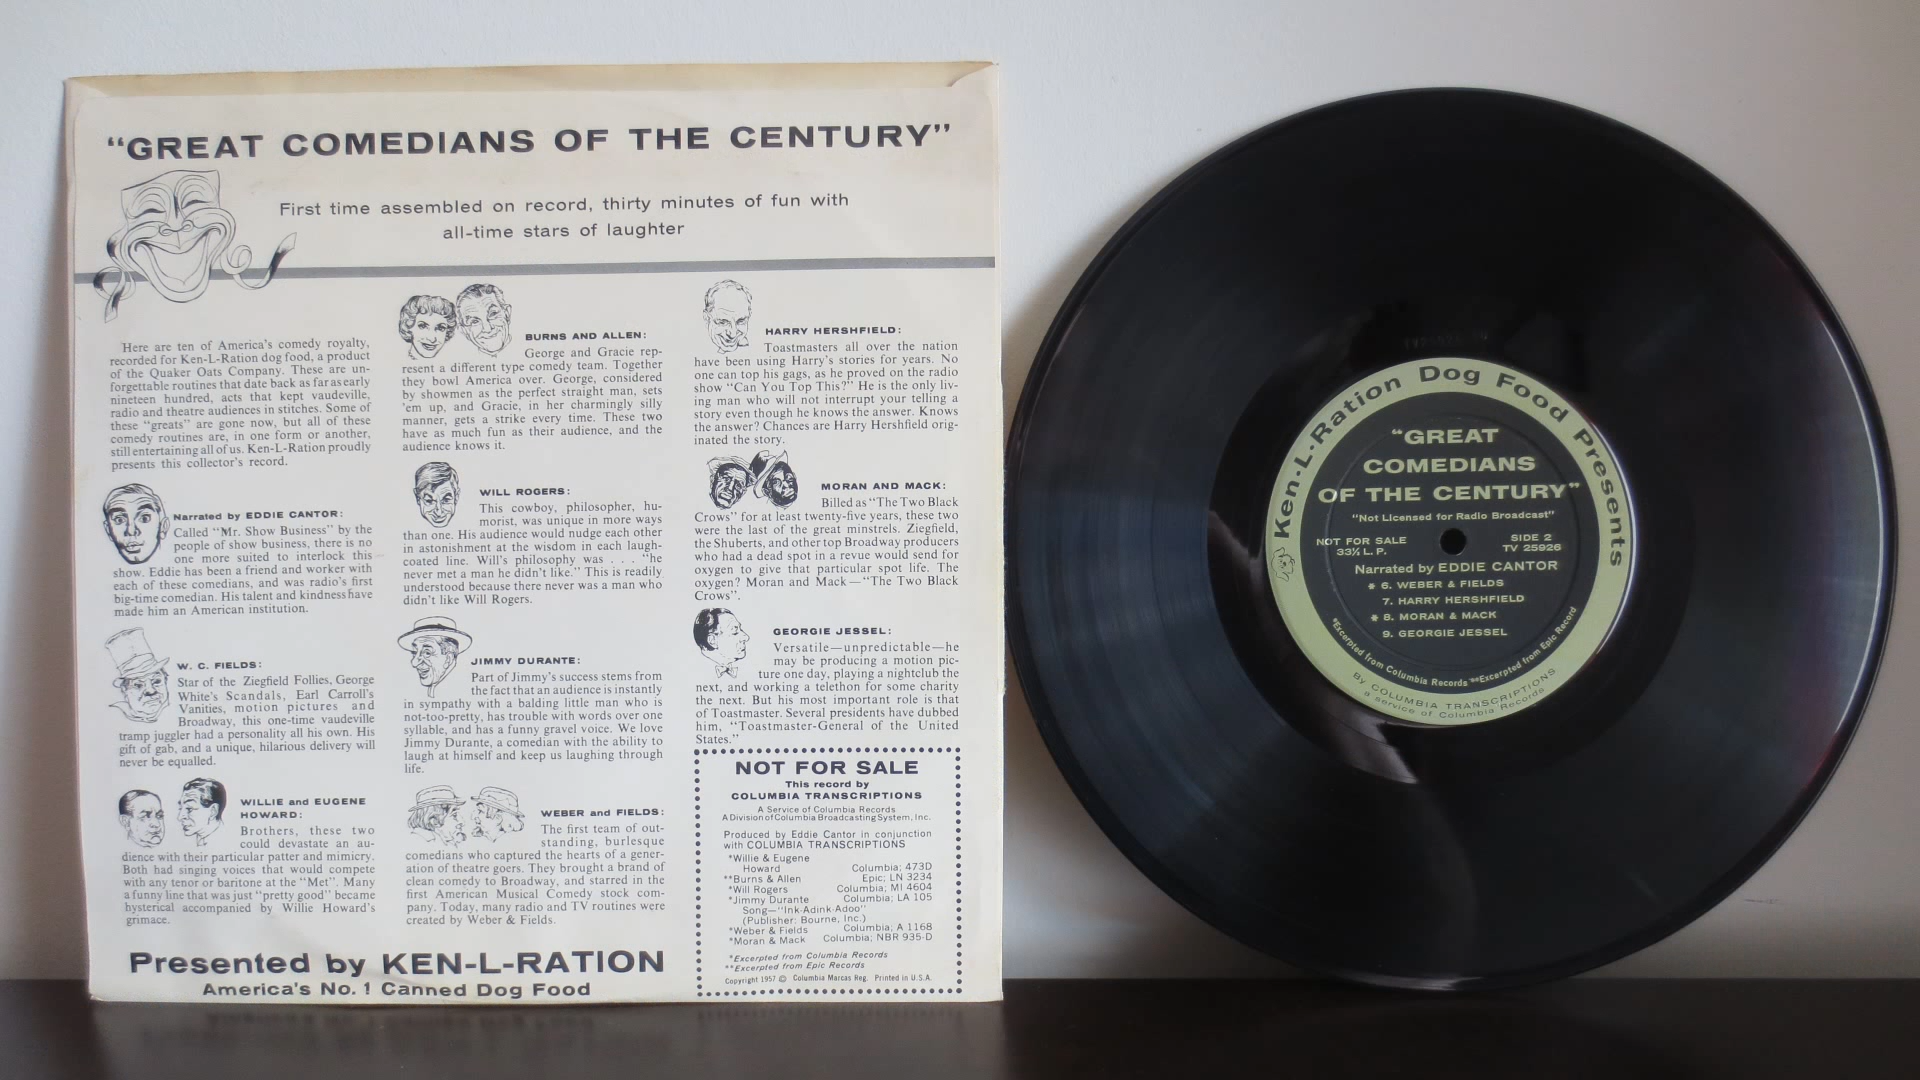 “GREAT COMEDIANS OF THE CENTURY”
First time assembled on record, thirty minutes of fun with
all-time stars of laughter
Here are ten of America's comedy royalty,
recorded for Ken-L-Ration dog food, a product
of the Quaker Oats Company. These are un-
forgettable routines that date back as far as early
nineteen hundred, acts that kept vaudeville,
radio and theatre audiences in stitches. Some of
these “greats” are gone now, but all of these
comedy routines are, in one form or another,
still entertaining all of us. Ken-L-Ration proudly
presents this collector's record.
Narrated by EDDIE CANTOR:
Called “Mr. Show Business” by the
people of show business, there is no
one more suited to interlock this
show. Eddie has been a friend and worker with
each of these comedians, and was radio's first
big-time comedian. His talent and kindness have
made him an American institution.
W. C. FIELDS:
Star of the Ziegfield Follies, George
White's Scandals, Earl Carroll's
Vanities, motion pictures and
Broadway, this one-time vaudeville
tramp juggler had a personality all his own. His
gift of gab, and a unique, hilarious delivery will
never be equalled.
WILLIE and EUGENE
HOWARD:
Brothers, these two
could devastate an au-
dience with their particular patter and mimicry.
Both had singing voices that would compete
with any tenor or baritone at the “Met”. Many
a funny line that was just “pretty good” became
hysterical accompanied by Willie Howard's
grimace.
BURNS AND ALLEN:
George and Gracie rep-
resent a different type comedy team. Together
they bowl America over. George, considered
by showmen as the perfect straight man, sets
'em up, and Gracie, in her charmingly silly
manner, gets a strike every time. These two
have as much fun as their audience, and the
audience knows it.
WILL ROGERS:
This cowboy, philosopher, hu-
morist, was unique in more ways
than one. His audience would nudge each other
in astonishment at the wisdom in each laugh-
coated line. Will's philosophy was . . . “he
never met a man he didn't like.” This is readily
understood because there never was a man who
didn't like Will Rogers.
JIMMY DURANTE:
Part of Jimmy's success stems from
the fact that an audience is instantly
in sympathy with a balding little man who is
not-too-pretty, has trouble with words over one
syllable, and has a funny gravel voice. We love
Jimmy Durante, a comedian with the ability to
laugh at himself and keep us laughing through
life.
WEBER and FIELDS:
The first team of out-
standing, burlesque
comedians who captured the hearts of a gener-
ation of theatre goers. They brought a brand of
clean comedy to Broadway, and starred in the
first American Musical Comedy stock com-
pany. Today, many radio and TV routines were
created by Weber & Fields.
HARRY HERSHFIELD:
Toastmasters all over the nation
have been using Harry's stories for years. No
one can top his gags, as he proved on the radio
show “Can You Top This?” He is the only liv-
ing man who will not interrupt your telling a
story even though he knows the answer. Knows
the answer? Chances are Harry Hershfield orig-
inated the story.
MORAN AND MACK:
Billed as “The Two Black
Crows” for at least twenty-five years, these two
were the last of the great minstrels. Ziegfield,
the Shuberts, and other top Broadway producers
who had a dead spot in a revue would send for
oxygen to give that particular spot life. The
oxygen? Moran and Mack—“The Two Black
Crows”.
GEORGIE JESSEL:
Versatile—unpredictable—he
may be producing a motion pic-
ture one day, playing a nightclub the
next, and working a telethon for some charity
the next. But his most important role is that
of Toastmaster. Several presidents have dubbed
him, “Toastmaster-General of the United
States.”
NOT FOR SALE
This record by
COLUMBIA TRANSCRIPTIONS
A Service of Columbia Records
A Division of Columbia Broadcasting System, Inc.
Produced by Eddie Cantor in conjunction
with COLUMBIA TRANSCRIPTIONS
*Willie & Eugene
Howard Columbia; 473D
**Burns & Allen Epic; LN 3234
*Will Rogers Columbia; MI 4604
*Jimmy Durante Columbia; LA 105
Song—“Ink-Adink-Adoo”
(Publisher: Bourne, Inc.)
*Weber & Fields Columbia; A 1168
*Moran & Mack Columbia; NBR 935-D
*Excerpted from Columbia Records
**Excerpted from Epic Records
Copyright 1957 © Columbia Marcas Reg. Printed in U.S.A.
Presented by KEN-L-RATION
America's No. 1 Canned Dog Food
Ken-L-Ration Dog Food Presents
“GREAT
COMEDIANS
OF THE CENTURY”
“Not Licensed for Radio Broadcast”
NOT FOR SALE
33⅓ L.P.
SIDE 2
TV 25926
Narrated by EDDIE CANTOR
* 6. WEBER & FIELDS
7. HARRY HERSHFIELD
* 8. MORAN & MACK
9. GEORGIE JESSEL
*Excerpted from Columbia Records **Excerpted from Epic Record
By COLUMBIA TRANSCRIPTIONS
a service of Columbia Records